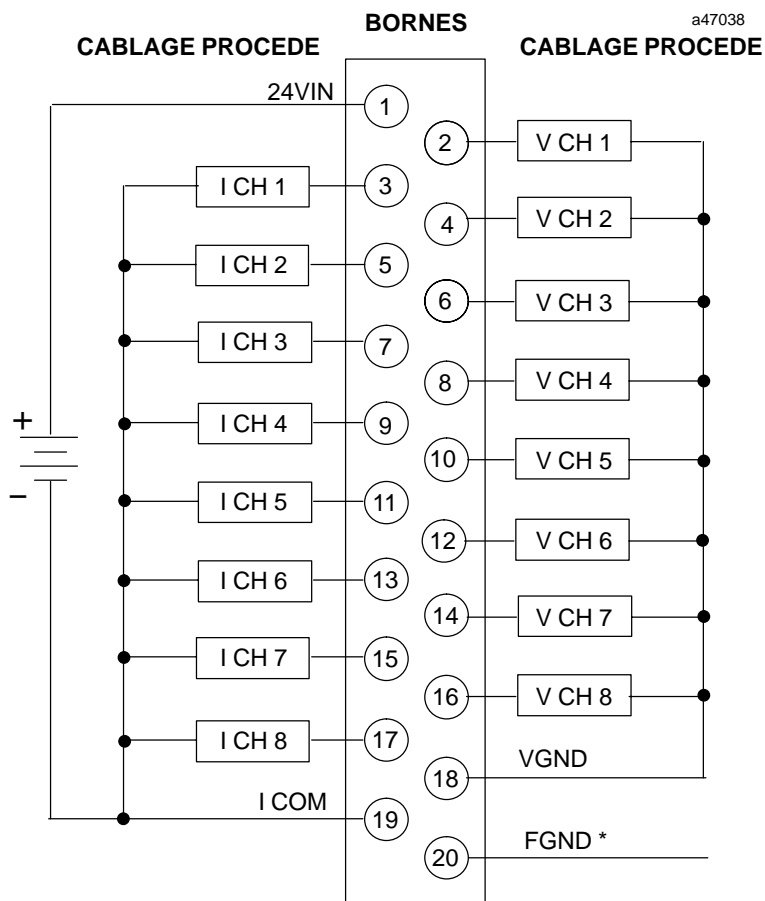 a47038
BORNES
CABLAGE PROCEDE
CABLAGE PROCEDE
24VIN
1
2
V CH 1
I CH 1
3
4
V CH 2
I CH 2
5
6
V CH 3
I CH 3
7
8
V CH 4
+
I CH 4
9
10
V CH 5
–
I CH 5
11
12
V CH 6
I CH 6
13
14
V CH 7
I CH 7
15
16
V CH 8
I CH 8
17
18
VGND
I COM
19
20
FGND *